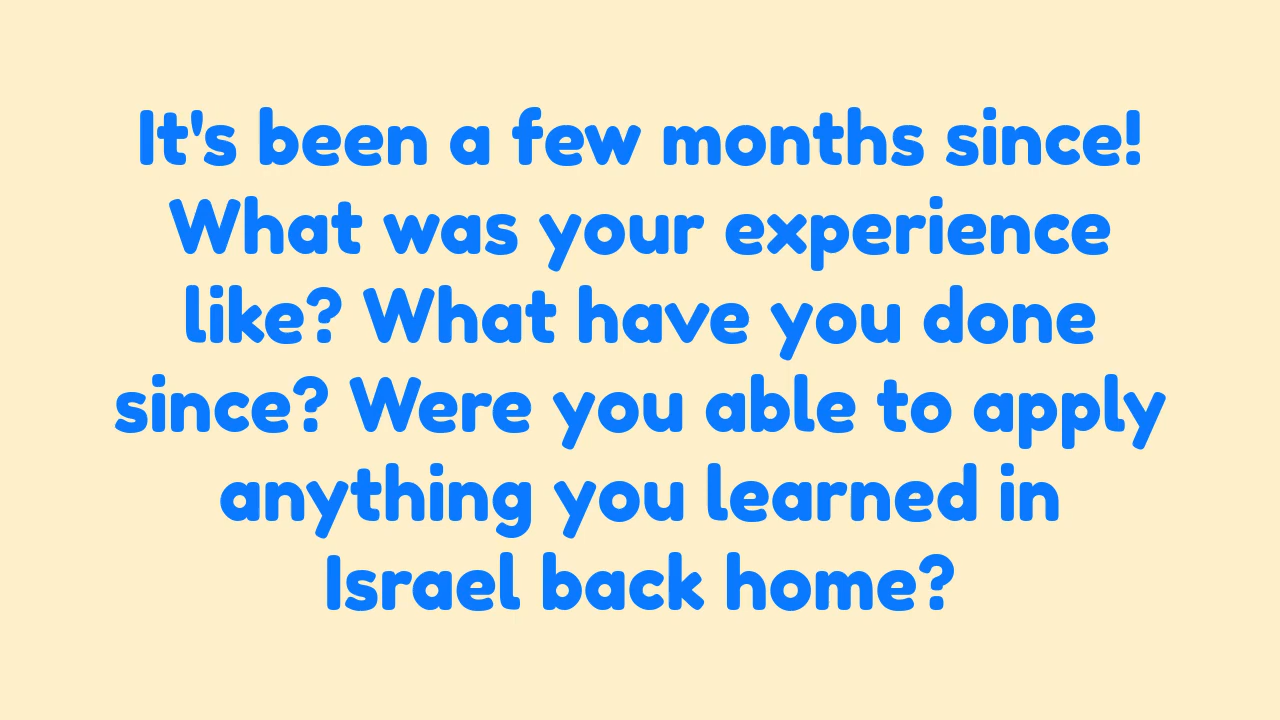 It's been a few months since!
What was your experience
like? What have you done
since? Were you able to apply
anything you learned in
Israel back home?